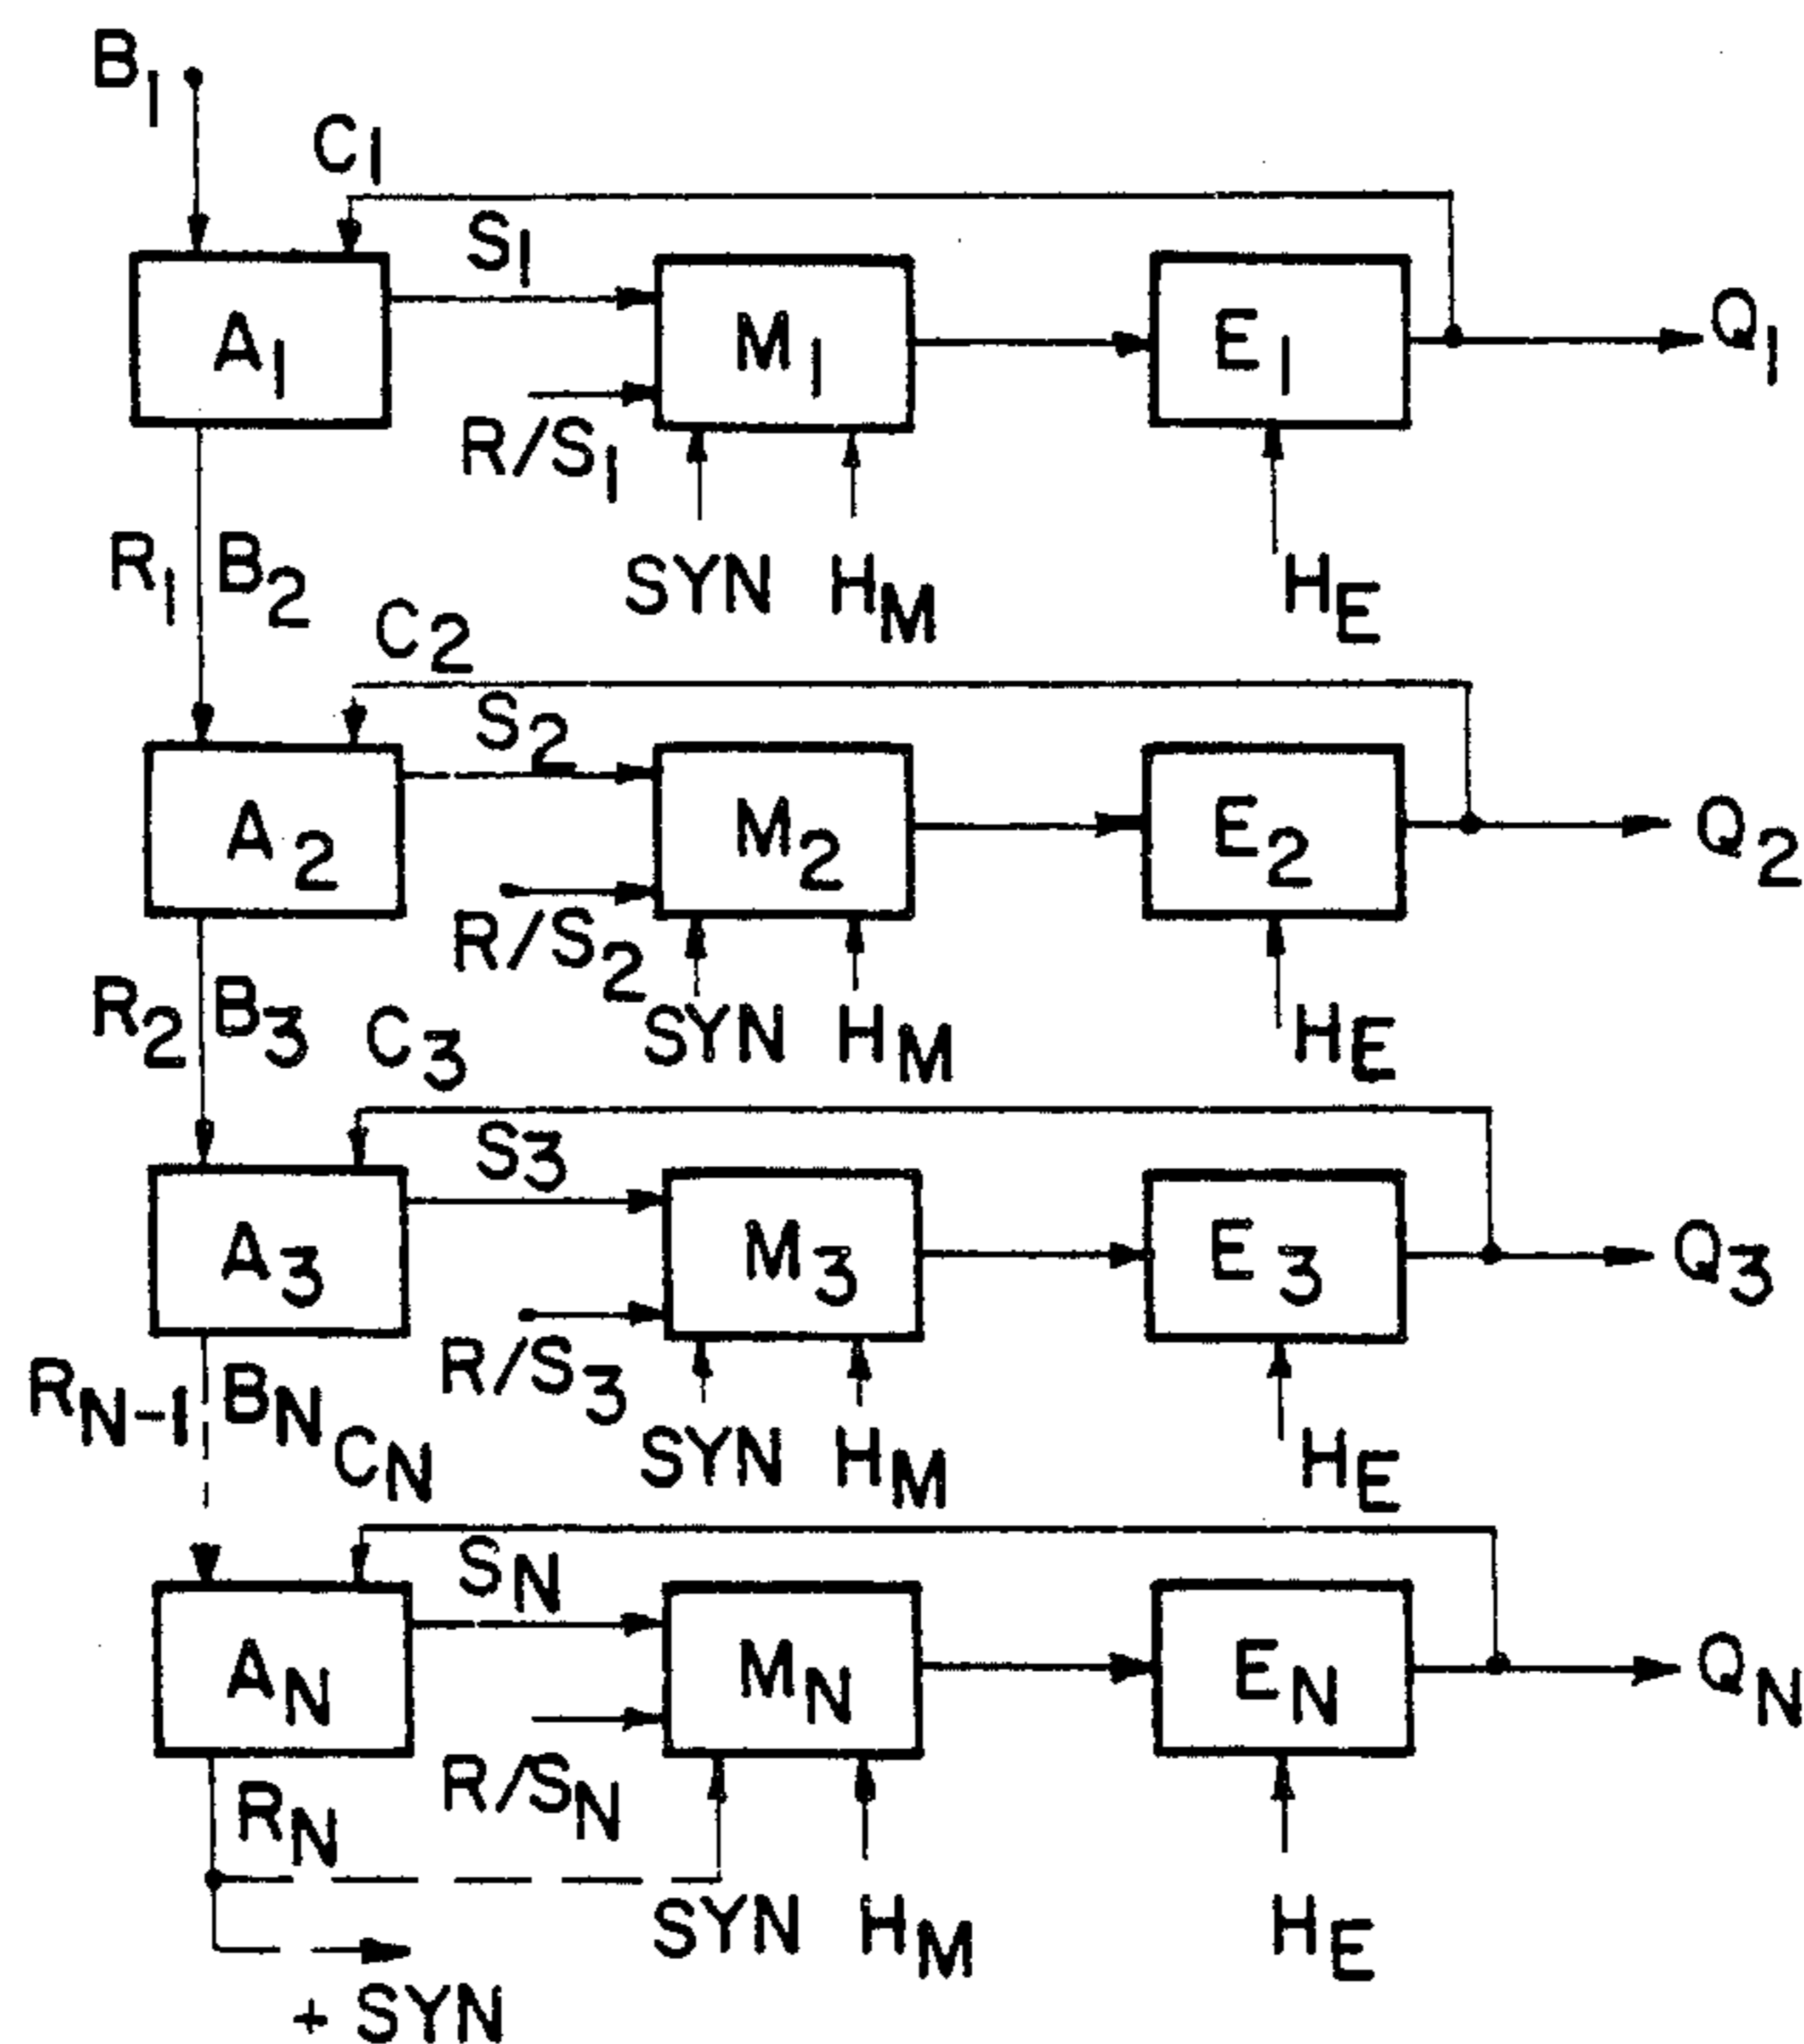 B1
C1
S1
A1 M1 E1 Q1
R/S1
R1 B2 SYN HM HE
C2
S2
A2 M2 E2 Q2
R/S2
R2 B3 C3 SYN HM HE
S3
A3 M3 E3 Q3
R/S3
RN-1 BN CN SYN HM HE
SN
AN MN EN QN
R/SN
RN
SYN HM HE
+ SYN